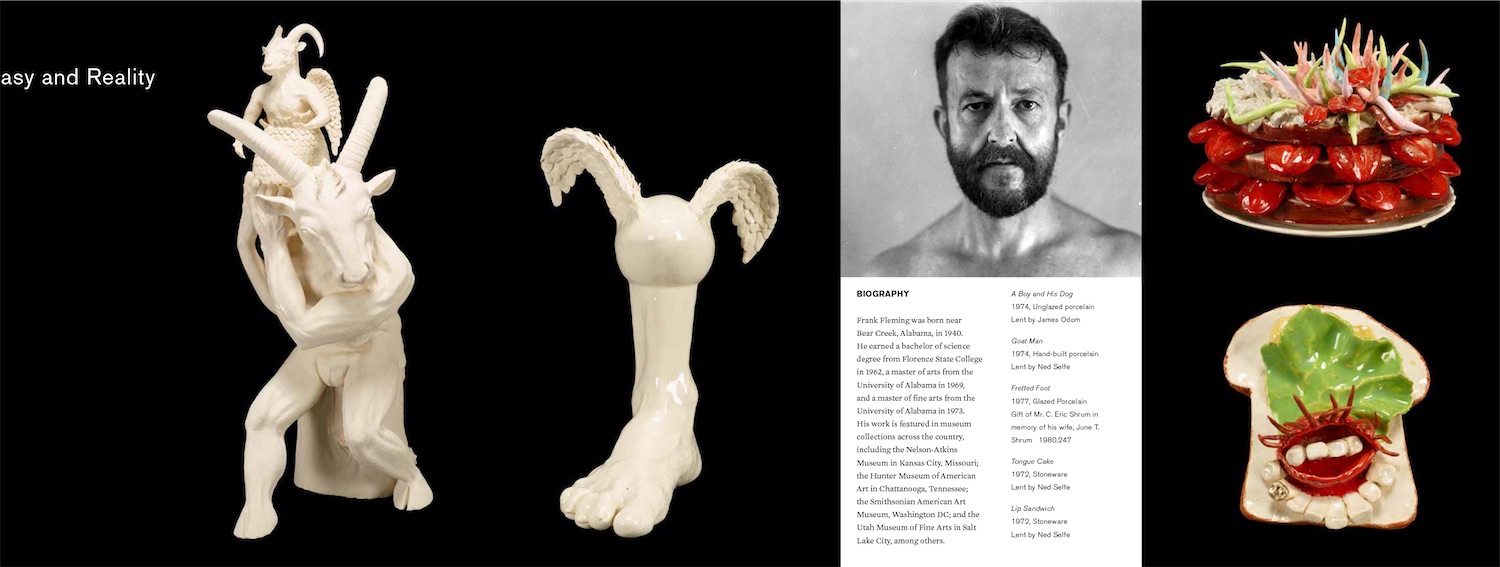 asy and Reality
BIOGRAPHY
Frank Fleming was born near
Bear Creek, Alabama, in 1940.
He earned a bachelor of science
degree from Florence State College
in 1962, a master of arts from the
University of Alabama in 1969,
and a master of fine arts from the
University of Alabama in 1973.
His work is featured in museum
collections across the country,
including the Nelson-Atkins
Museum in Kansas City, Missouri;
the Hunter Museum of American
Art in Chattanooga, Tennessee;
the Smithsonian American Art
Museum, Washington DC; and the
Utah Museum of Fine Arts in Salt
Lake City, among others.
A Boy and His Dog
1974, Unglazed porcelain
Lent by James Odom
Goat Man
1974, Hand-built porcelain
Lent by Ned Selfe
Fretted Foot
1977, Glazed Porcelain
Gift of Mr. C. Eric Shrum in
memory of his wife, June T.
Shrum 1980.247
Tongue Cake
1972, Stoneware
Lent by Ned Selfe
Lip Sandwich
1972, Stoneware
Lent by Ned Selfe